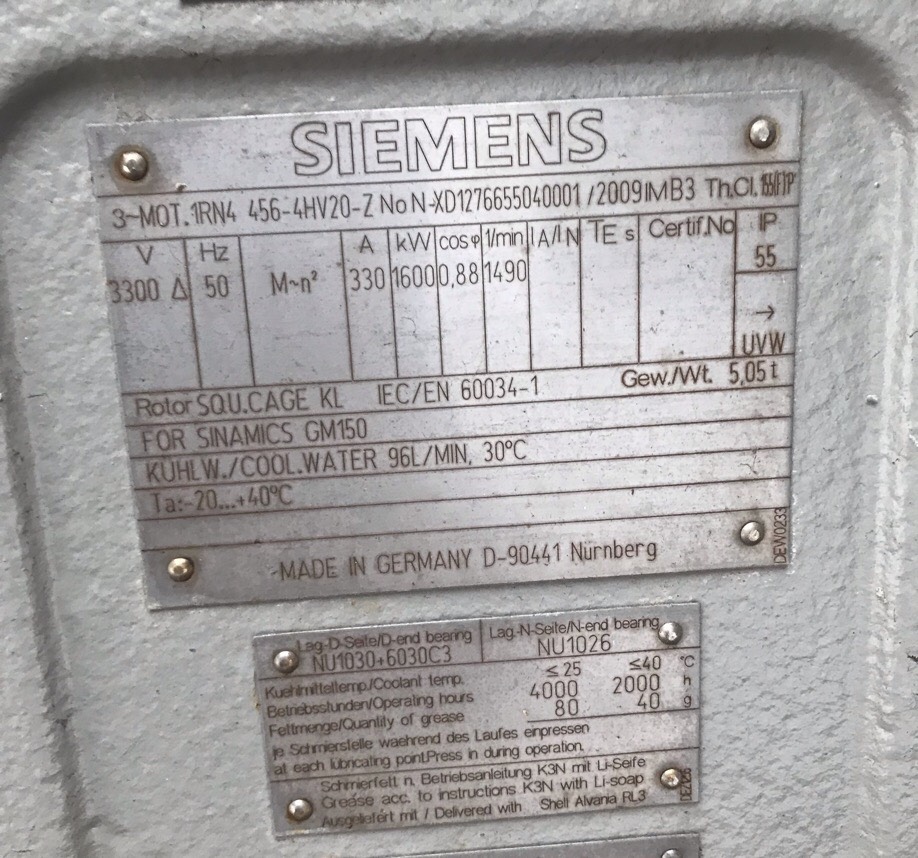 SIEMENS
3~MOT. 1RN4 456-4HV20-Z No N-XD1276655040001 /2009 IM B3 Th.Cl. 155(F)1P
V Hz A kW cosφ 1/min IA/IN TE s Certif.No IP
3300 Δ 50 M~n² 330 1600 0,88 1490 55
→
UVW
Rotor SQU.CAGE KL IEC/EN 60034-1 Gew./Wt. 5,05 t
FOR SINAMICS GM150
KÜHLW./COOL.WATER 96L/MIN, 30°C
Ta:-20...+40°C
MADE IN GERMANY D-90441 Nürnberg
DEW0233
Lag.-D-Seite/D-end bearing Lag.-N-Seite/N-end bearing
NU1030+6030C3 NU1026
Kuehlmitteltemp./Coolant temp. ≤25 ≤40 °C
Betriebsstunden/Operating hours 4000 2000 h
Fettmenge/Quantity of grease 80 40 g
je Schmierstelle waehrend des Laufes einpressen
at each lubricating point.Press in during operation.
Schmierfett n. Betriebsanleitung K3N mit Li-Seife
Grease acc. to instructions K3N with Li-soap
Ausgeliefert mit / Delivered with Shell Alvania RL3